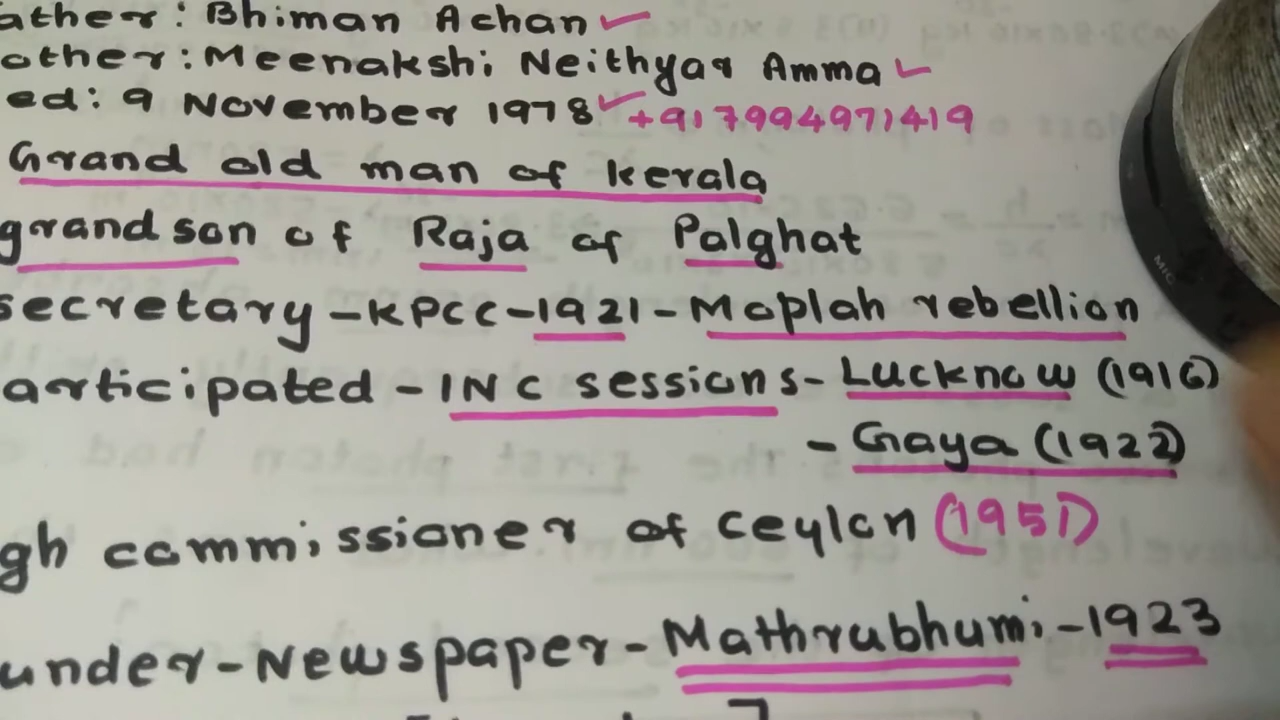 ather: Bhiman Achan
other: Meenakshi Neithyar Amma
ed: 9 November 1978 +917994971419
Grand old man of kerala
grandson of Raja of Palghat
secretary-KPCC-1921-Moplah rebellion
articipated-INC sessions-Lucknow (1916)
-Gaya (1922)
gh commissioner of ceylon (1951)
under-Newspaper-Mathrubhumi-1923
MIC